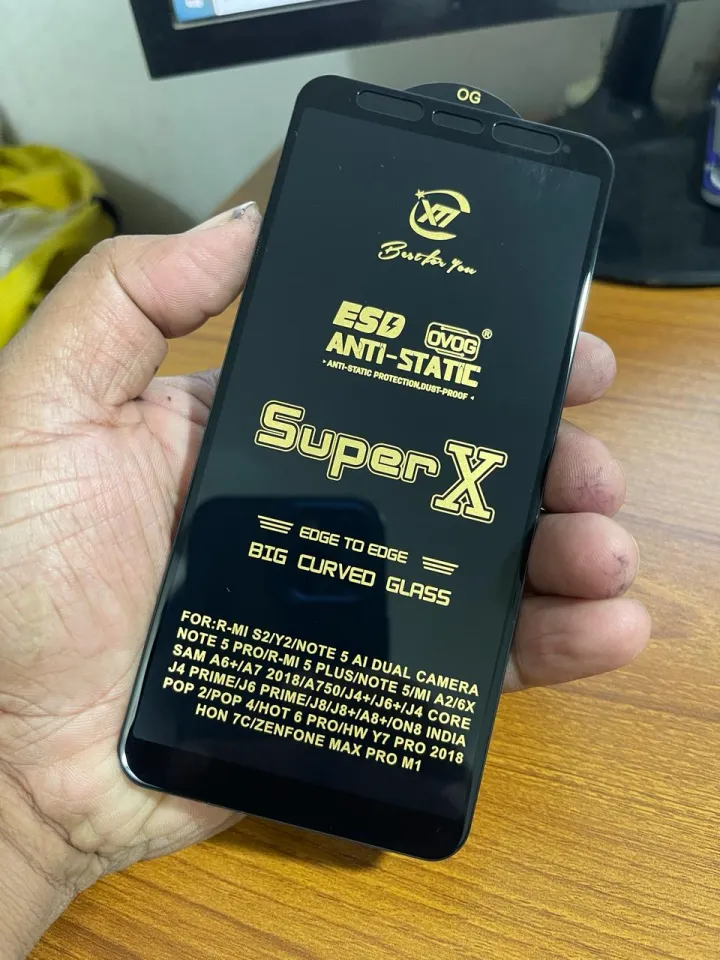 OG
X77
Best for You
ESD
OVOG®
ANTI-STATIC
ANTI-STATIC PROTECTION,DUST-PROOF
Super X
EDGE TO EDGE
BIG CURVED GLASS
FOR:R-MI S2/Y2/NOTE 5 AI DUAL CAMERA
NOTE 5 PRO/R-MI 5 PLUS/NOTE 5/MI A2/6X
SAM A6+/A7 2018/A750/J4+/J6+/J4 CORE
J4 PRIME/J6 PRIME/J8/J8+/A8+/ON8 INDIA
POP 2/POP 4/HOT 6 PRO/HW Y7 PRO 2018
HON 7C/ZENFONE MAX PRO M1